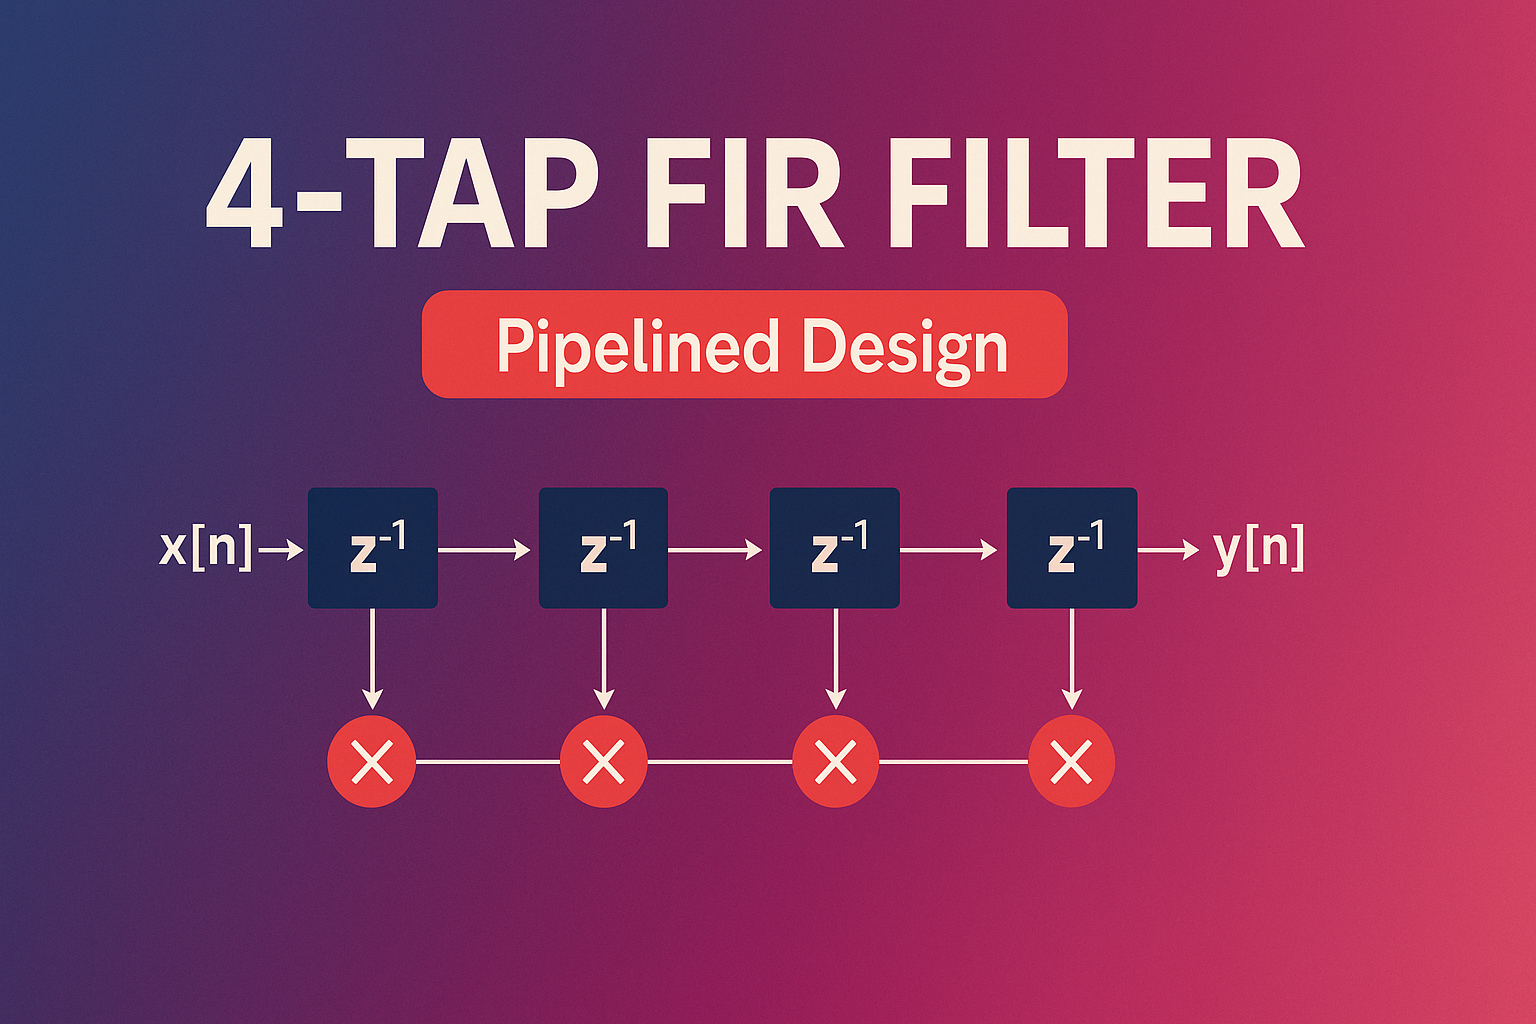 4-TAP FIR FILTER
Pipelined Design
x[n] z⁻¹ z⁻¹ z⁻¹ z⁻¹ y[n]